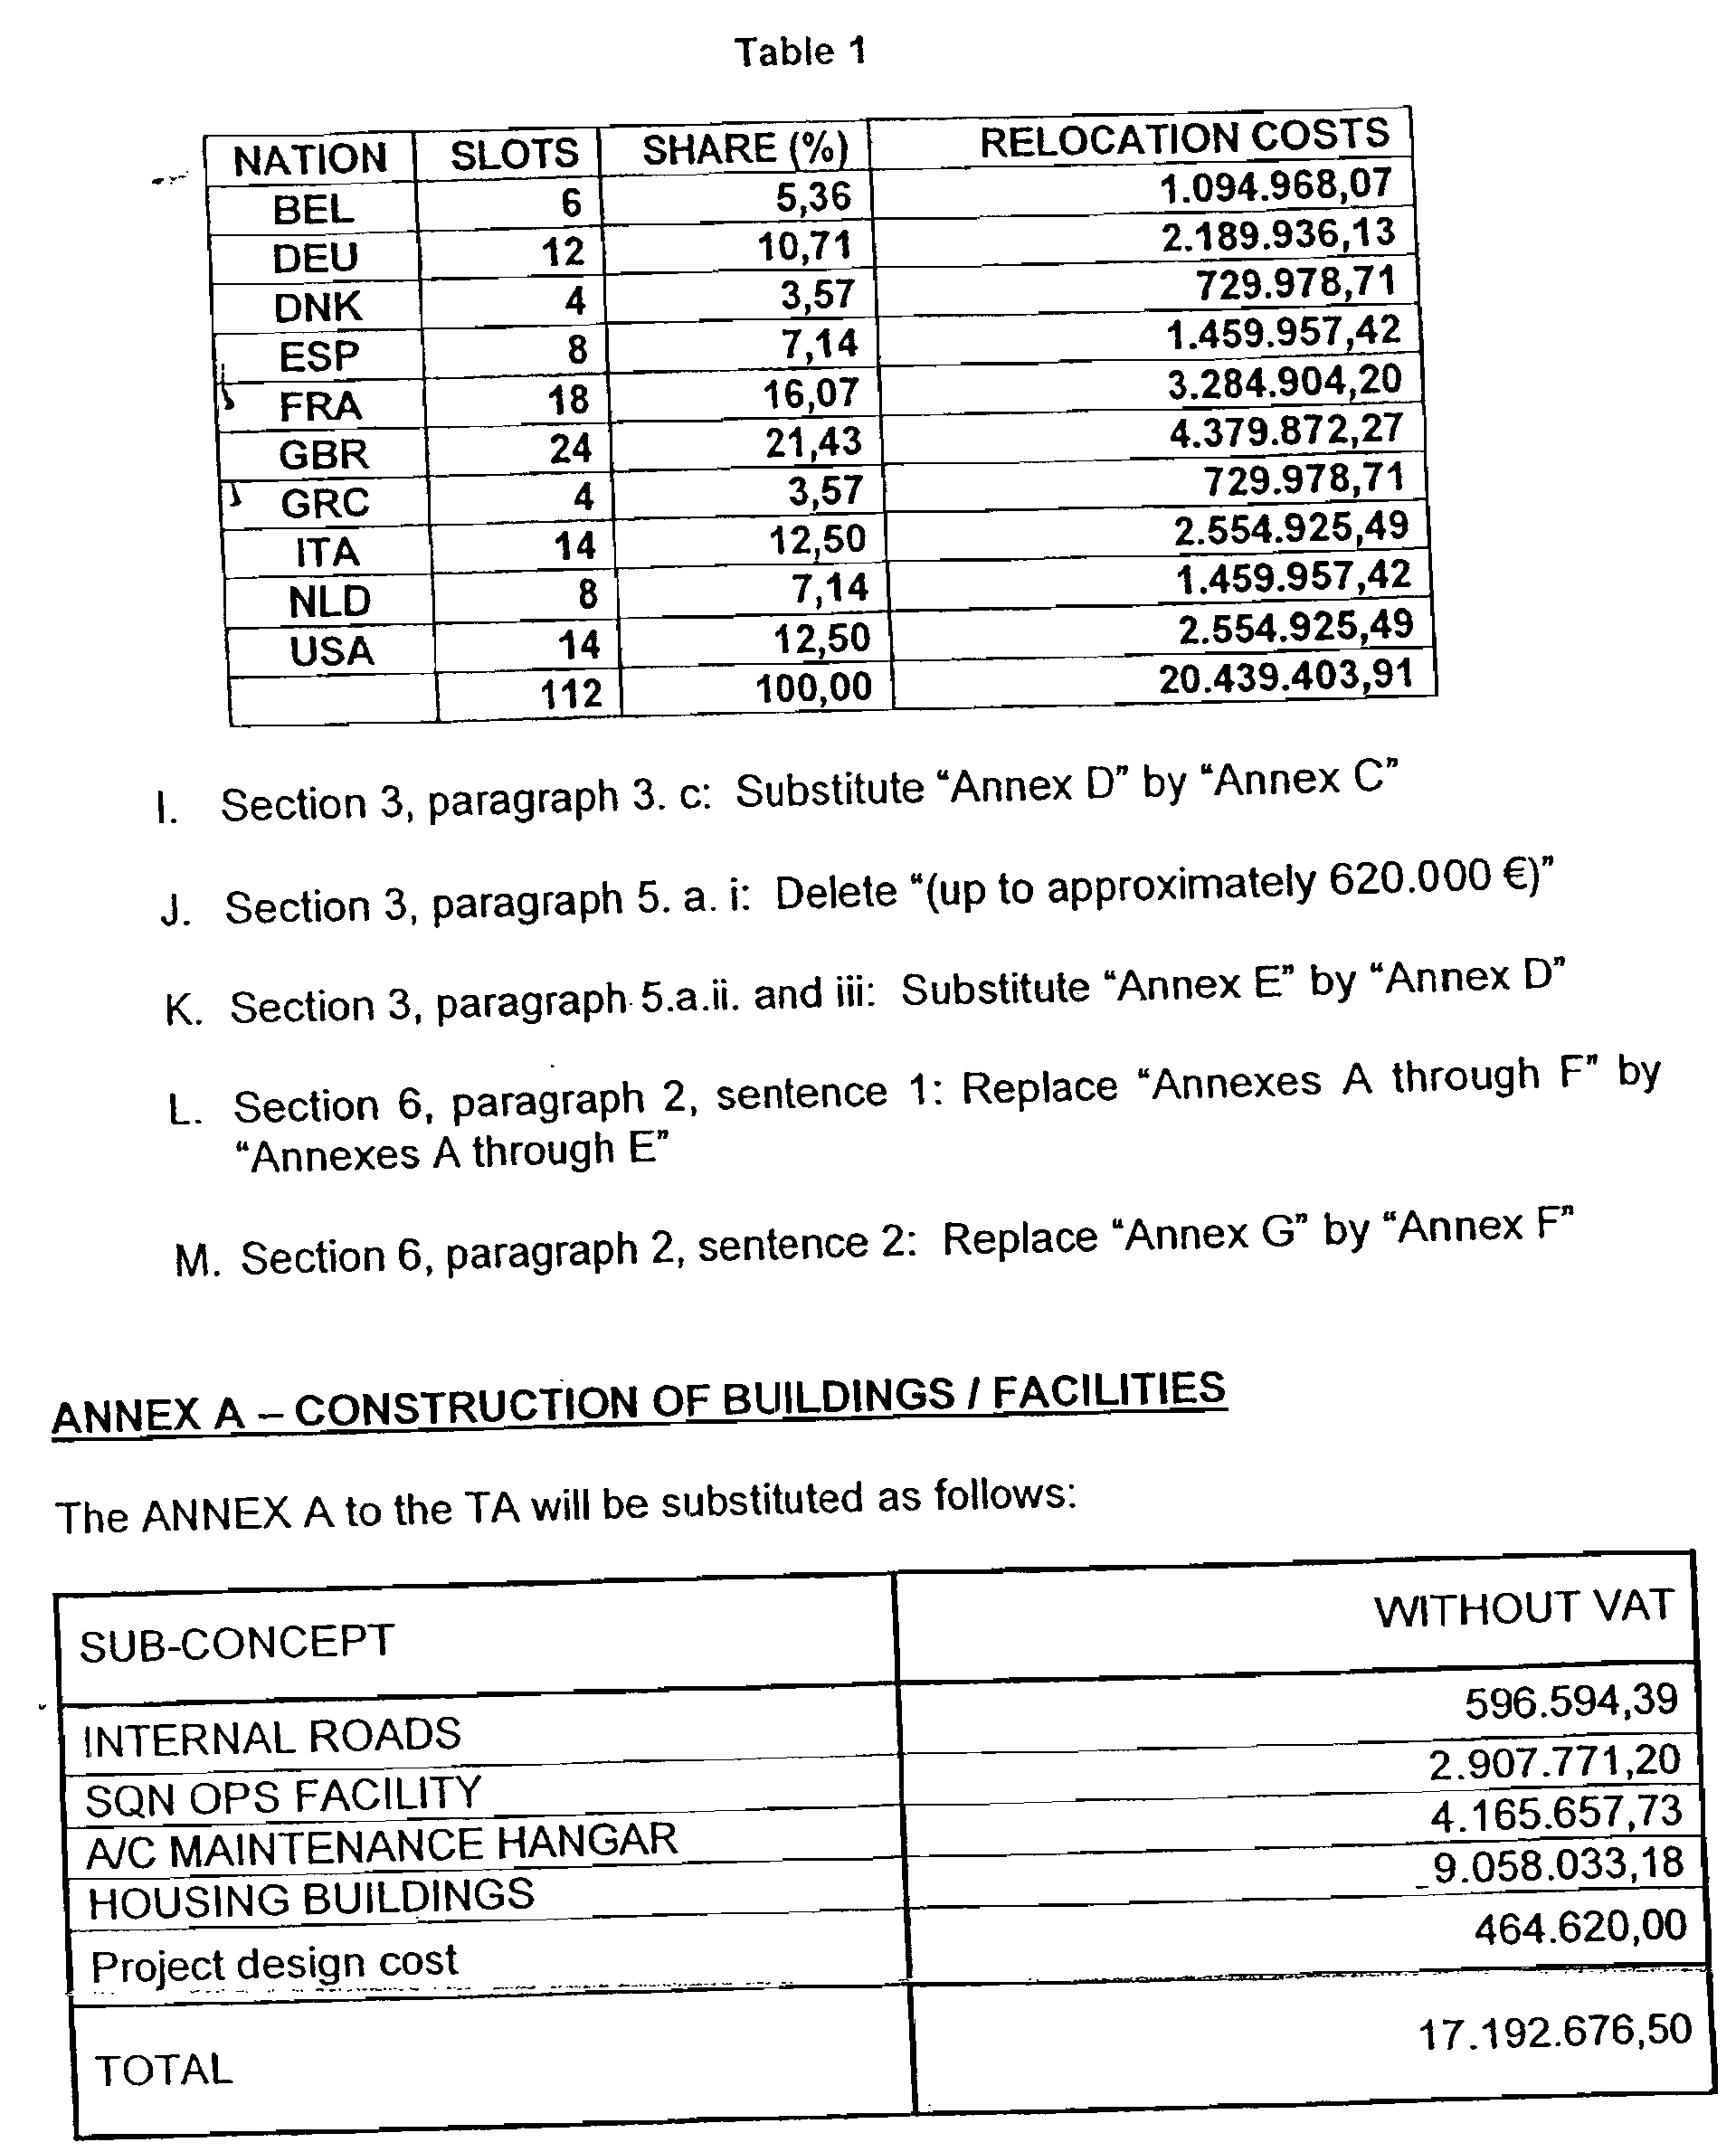 Table 1
NATION SLOTS SHARE (%) RELOCATION COSTS
BEL 6 5,36 1.094.968,07
DEU 12 10,71 2.189.936,13
DNK 4 3,57 729.978,71
ESP 8 7,14 1.459.957,42
FRA 18 16,07 3.284.904,20
GBR 24 21,43 4.379.872,27
GRC 4 3,57 729.978,71
ITA 14 12,50 2.554.925,49
NLD 8 7,14 1.459.957,42
USA 14 12,50 2.554.925,49
112 100,00 20.439.403,91
I. Section 3, paragraph 3. c: Substitute “Annex D” by “Annex C”
J. Section 3, paragraph 5. a. i: Delete “(up to approximately 620.000 €)”
K. Section 3, paragraph 5.a.ii. and iii: Substitute “Annex E” by “Annex D”
L. Section 6, paragraph 2, sentence 1: Replace “Annexes A through F” by
“Annexes A through E”
M. Section 6, paragraph 2, sentence 2: Replace “Annex G” by “Annex F”
ANNEX A – CONSTRUCTION OF BUILDINGS / FACILITIES
The ANNEX A to the TA will be substituted as follows:
SUB-CONCEPT WITHOUT VAT
INTERNAL ROADS 596.594,39
SQN OPS FACILITY 2.907.771,20
A/C MAINTENANCE HANGAR 4.165.657,73
HOUSING BUILDINGS 9.058.033,18
Project design cost 464.620,00
TOTAL 17.192.676,50